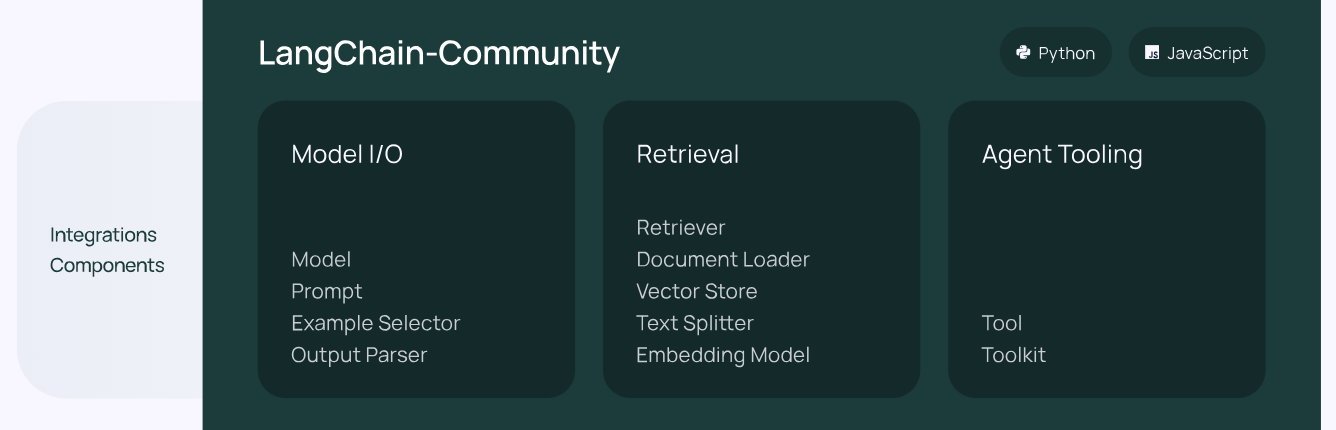 LangChain-Community
Python
JavaScript
Integrations
Components
Model I/O
Model
Prompt
Example Selector
Output Parser
Retrieval
Retriever
Document Loader
Vector Store
Text Splitter
Embedding Model
Agent Tooling
Tool
Toolkit